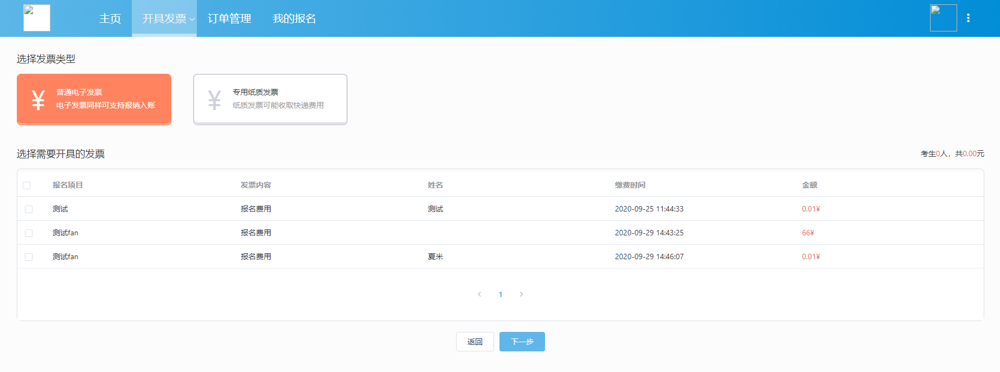 主页 开具发票 订单管理 我的报名
选择发票类型
¥ 普通电子发票
电子发票同样可支持报销入账
¥ 专用纸质发票
纸质发票可能收取快递费用
选择需要开具的发票
考生0人，共0.00元
报名项目 发票内容 姓名 缴费时间 金额
测试 报名费用 测试 2020-09-25 11:44:33 0.01¥
测试fan 报名费用 2020-09-29 14:43:25 66¥
测试fan 报名费用 夏米 2020-09-29 14:46:07 0.01¥
1
返回 下一步